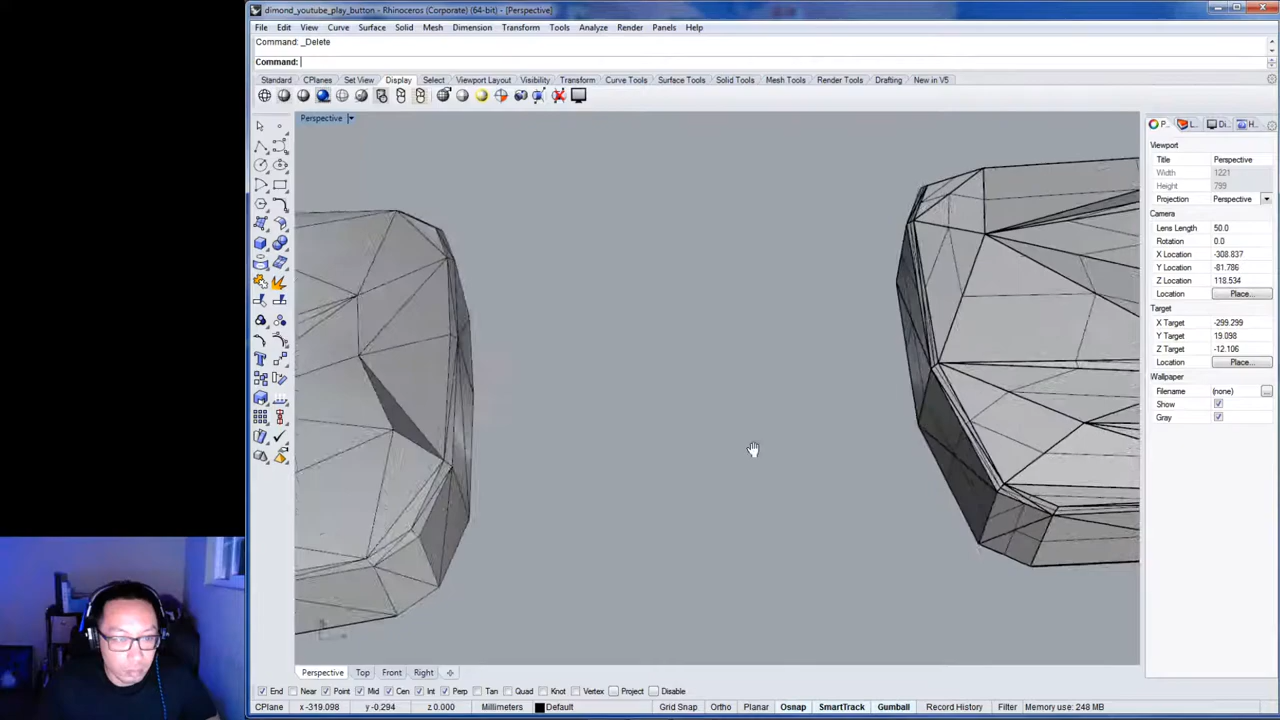 dimond_youtube_play_button - Rhinoceros (Corporate) (64-bit) - [Perspective]
File Edit View Curve Surface Solid Mesh Dimension Transform Tools Analyze Render Panels Help
Command: _Delete
Command:
Standard CPlanes Set View Display Select Viewport Layout Visibility Transform Curve Tools Surface Tools Solid Tools Mesh Tools Render Tools Drafting New in V5
Perspective
P... L... Di... H...
Viewport
Title Perspective
Width 1221
Height 799
Projection Perspective
Camera
Lens Length 50.0
Rotation 0.0
X Location -308.837
Y Location -81.786
Z Location 118.534
Location Place...
Target
X Target -299.299
Y Target 19.098
Z Target -12.106
Location Place...
Wallpaper
Filename (none) ...
Show
Gray
Perspective Top Front Right
End Near Point Mid Cen Int Perp Tan Quad Knot Vertex Project Disable
CPlane x -319.098 y -0.294 z 0.000 Millimeters Default Grid Snap Ortho Planar Osnap SmartTrack Gumball Record History Filter Memory use: 248 MB